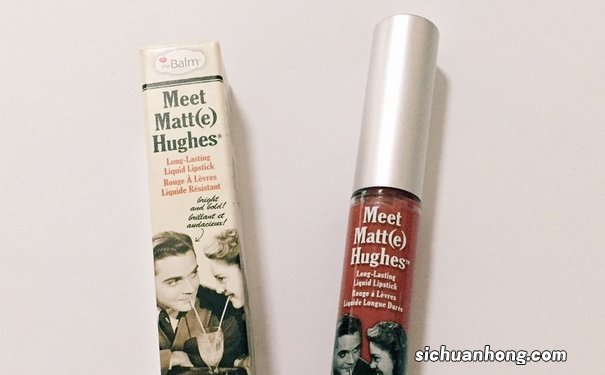 theBalm®
Meet
Matt(e)
Hughes®
Long-Lasting
Liquid Lipstick
Rouge À Lèvres
Liquide Résistant
bright
and bold!
brillant et
audacieux!
Meet
Matt(e)
Hughes™
Long-Lasting
Liquid Lipstick
Rouge à Lèvres
Liquide Longue Durée
sichuanhong.com